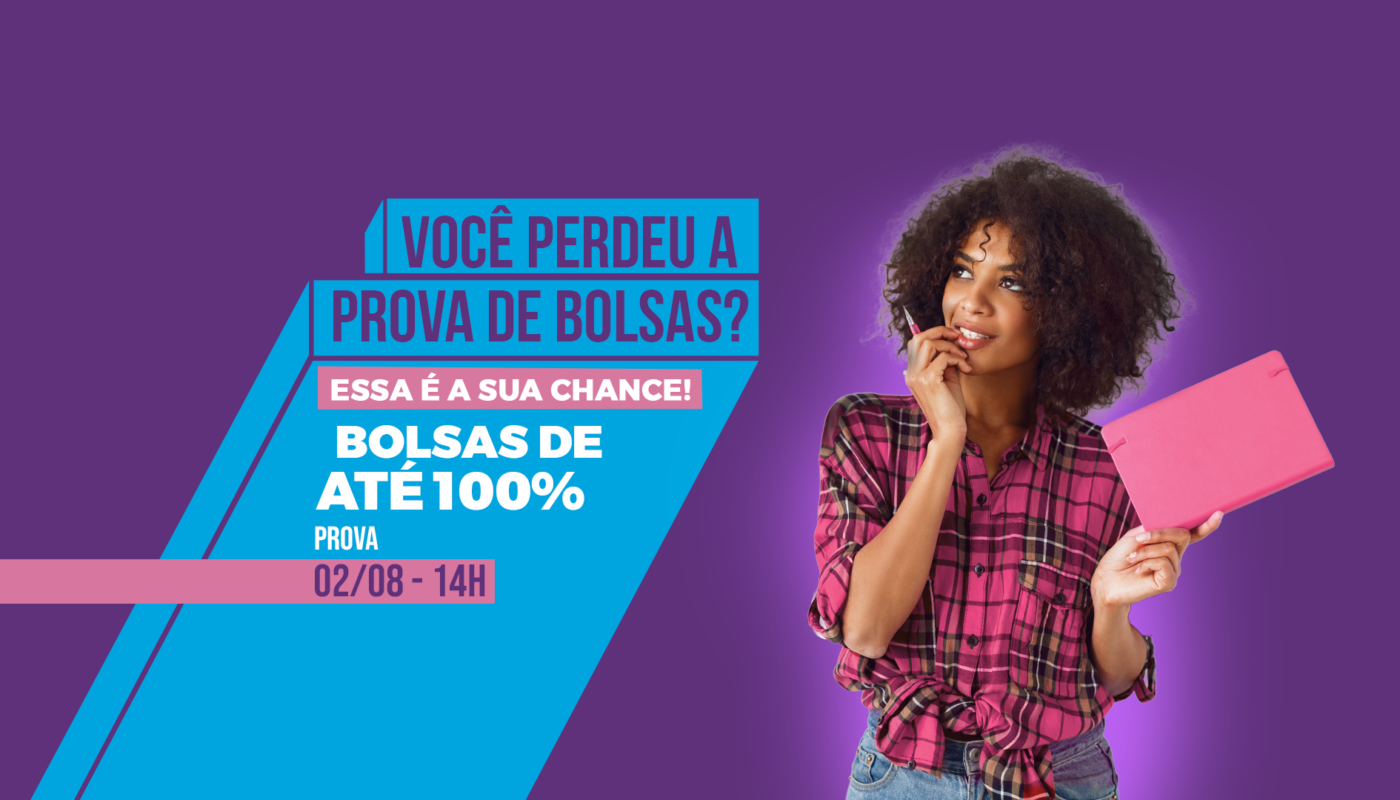 VOCÊ PERDEU A
PROVA DE BOLSAS?
ESSA É A SUA CHANCE!
BOLSAS DE
ATÉ 100%
PROVA
02/08 - 14H